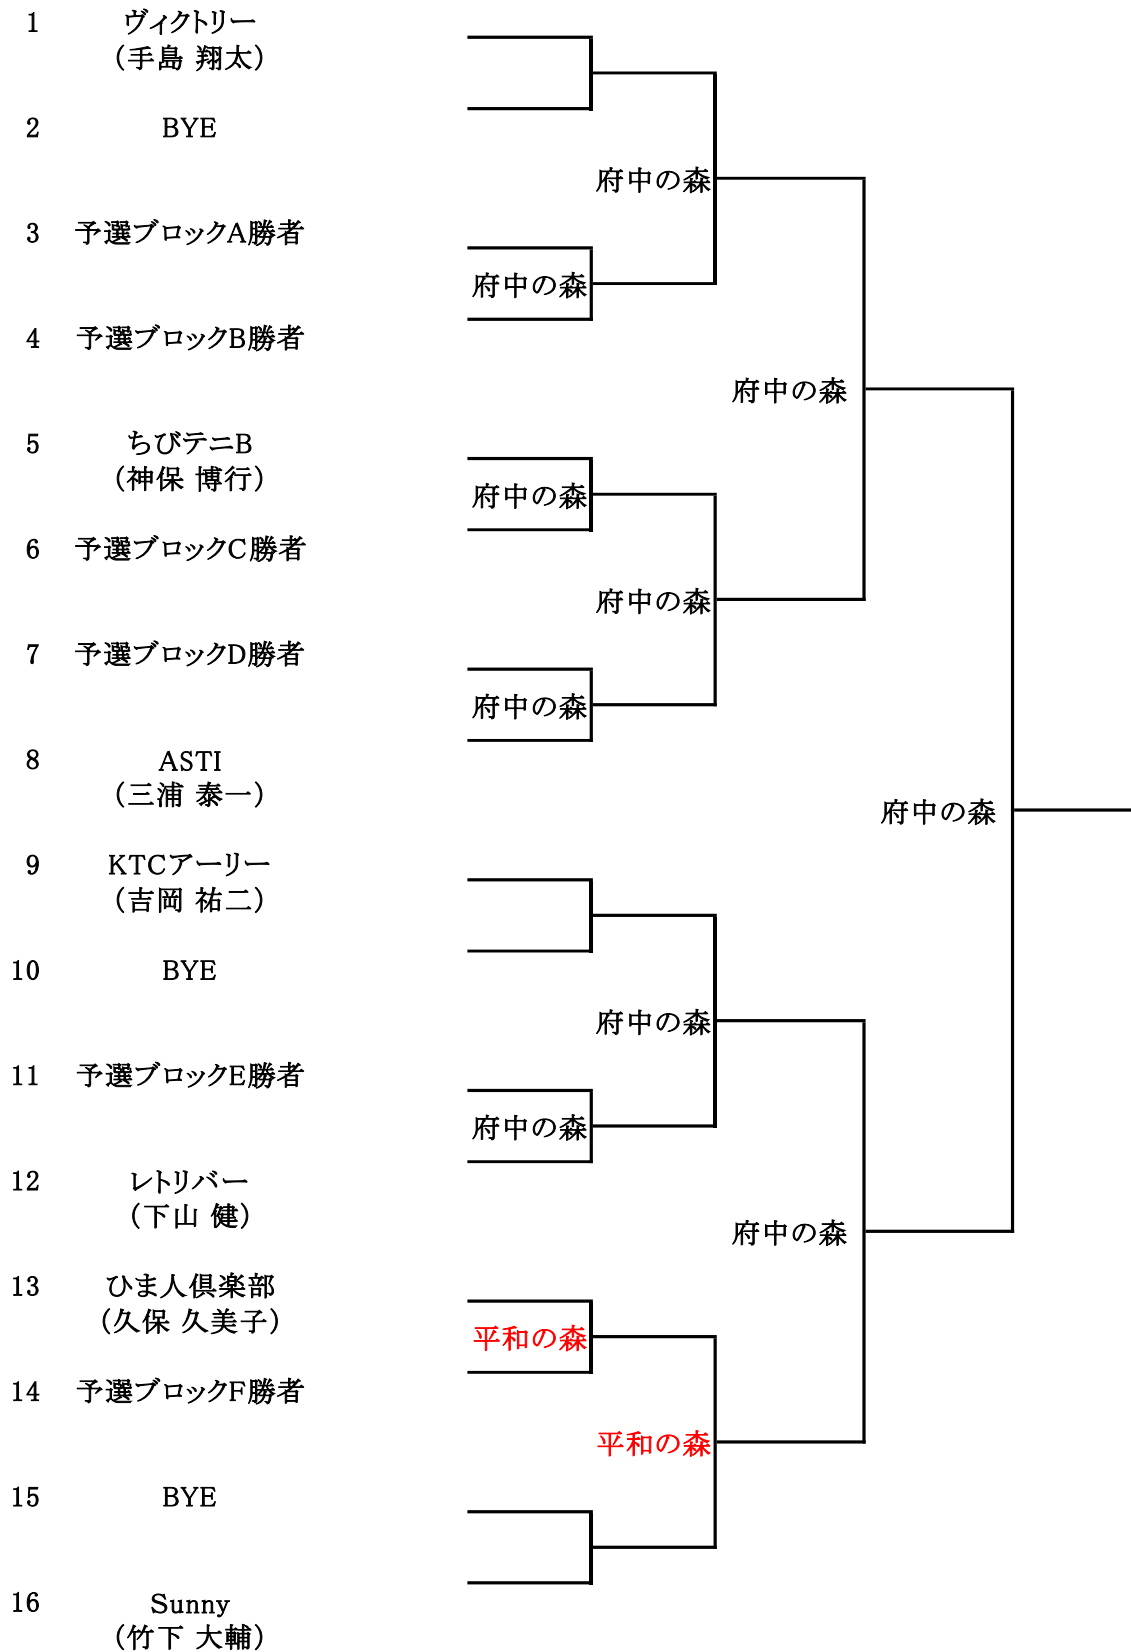 1 ヴィクトリー
（手島 翔太）
2 BYE
府中の森
3 予選ブロックA勝者
府中の森
4 予選ブロックB勝者
府中の森
5 ちびテニB
（神保 博行）
府中の森
6 予選ブロックC勝者
府中の森
7 予選ブロックD勝者
府中の森
8 ASTI
（三浦 泰一）
府中の森
9 KTCアーリー
（吉岡 祐二）
10 BYE
府中の森
11 予選ブロックE勝者
府中の森
12 レトリバー
（下山 健）
府中の森
13 ひま人倶楽部
（久保 久美子）
平和の森
14 予選ブロックF勝者
平和の森
15 BYE
16 Sunny
（竹下 大輔）